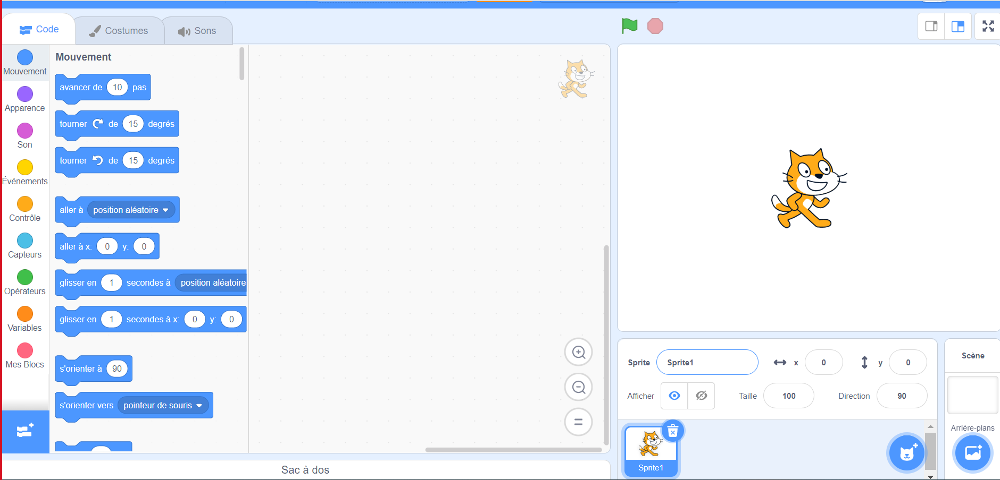 Code
Costumes
Sons
Mouvement
Apparence
Son
Événements
Contrôle
Capteurs
Opérateurs
Variables
Mes Blocs
Mouvement
avancer de 10 pas
tourner de 15 degrés
tourner de 15 degrés
aller à position aléatoire
aller à x: 0 y: 0
glisser en 1 secondes à position aléatoire
glisser en 1 secondes à x: 0 y: 0
s'orienter à 90
s'orienter vers pointeur de souris
Sac à dos
Sprite Sprite1 x 0 y 0
Afficher Taille 100 Direction 90
Sprite1
Scène
Arrière-plans